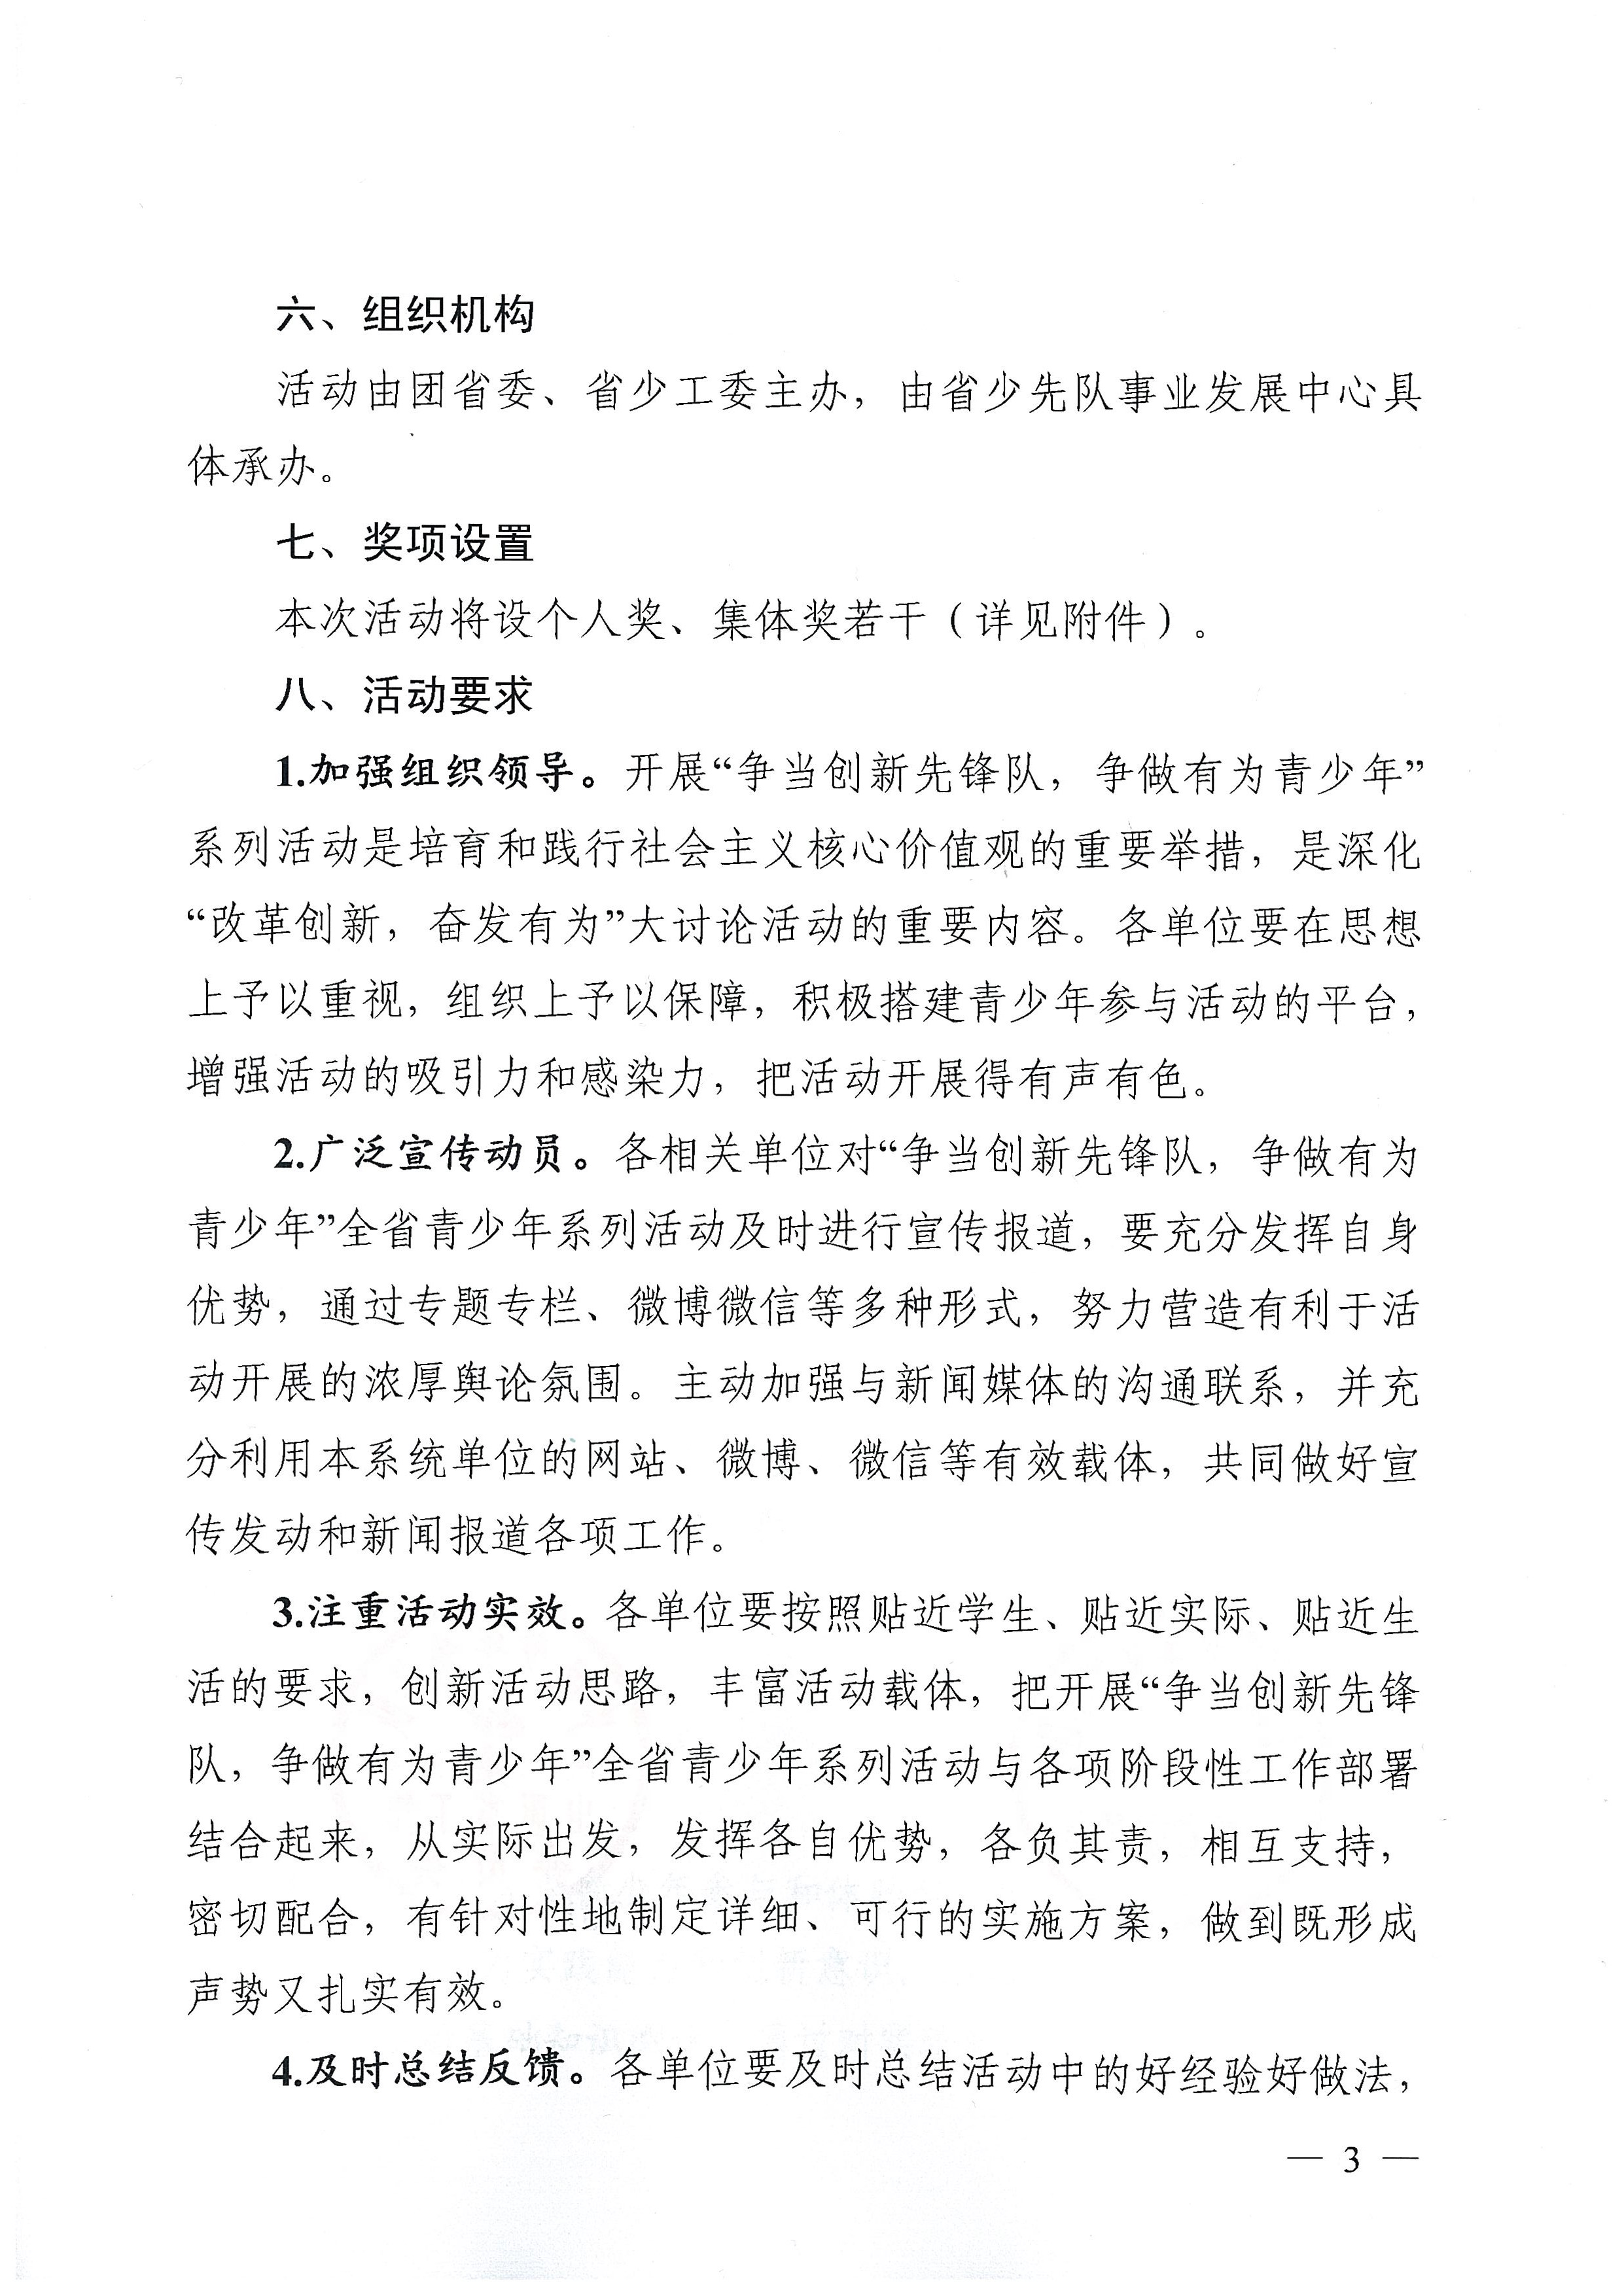 六、组织机构
活动由团省委、省少工委主办，由省少先队事业发展中心具
体承办。
七、奖项设置
本次活动将设个人奖、集体奖若干（详见附件）。
八、活动要求
1.加强组织领导。开展“争当创新先锋队，争做有为青少年”
系列活动是培育和践行社会主义核心价值观的重要举措，是深化
“改革创新，奋发有为”大讨论活动的重要内容。各单位要在思想
上予以重视，组织上予以保障，积极搭建青少年参与活动的平台，
增强活动的吸引力和感染力，把活动开展得有声有色。
2.广泛宣传动员。各相关单位对“争当创新先锋队，争做有为
青少年”全省青少年系列活动及时进行宣传报道，要充分发挥自身
优势，通过专题专栏、微博微信等多种形式，努力营造有利于活
动开展的浓厚舆论氛围。主动加强与新闻媒体的沟通联系，并充
分利用本系统单位的网站、微博、微信等有效载体，共同做好宣
传发动和新闻报道各项工作。
3.注重活动实效。各单位要按照贴近学生、贴近实际、贴近生
活的要求，创新活动思路，丰富活动载体，把开展“争当创新先锋
队，争做有为青少年”全省青少年系列活动与各项阶段性工作部署
结合起来，从实际出发，发挥各自优势，各负其责，相互支持，
密切配合，有针对性地制定详细、可行的实施方案，做到既形成
声势又扎实有效。
4.及时总结反馈。各单位要及时总结活动中的好经验好做法，
— 3 —